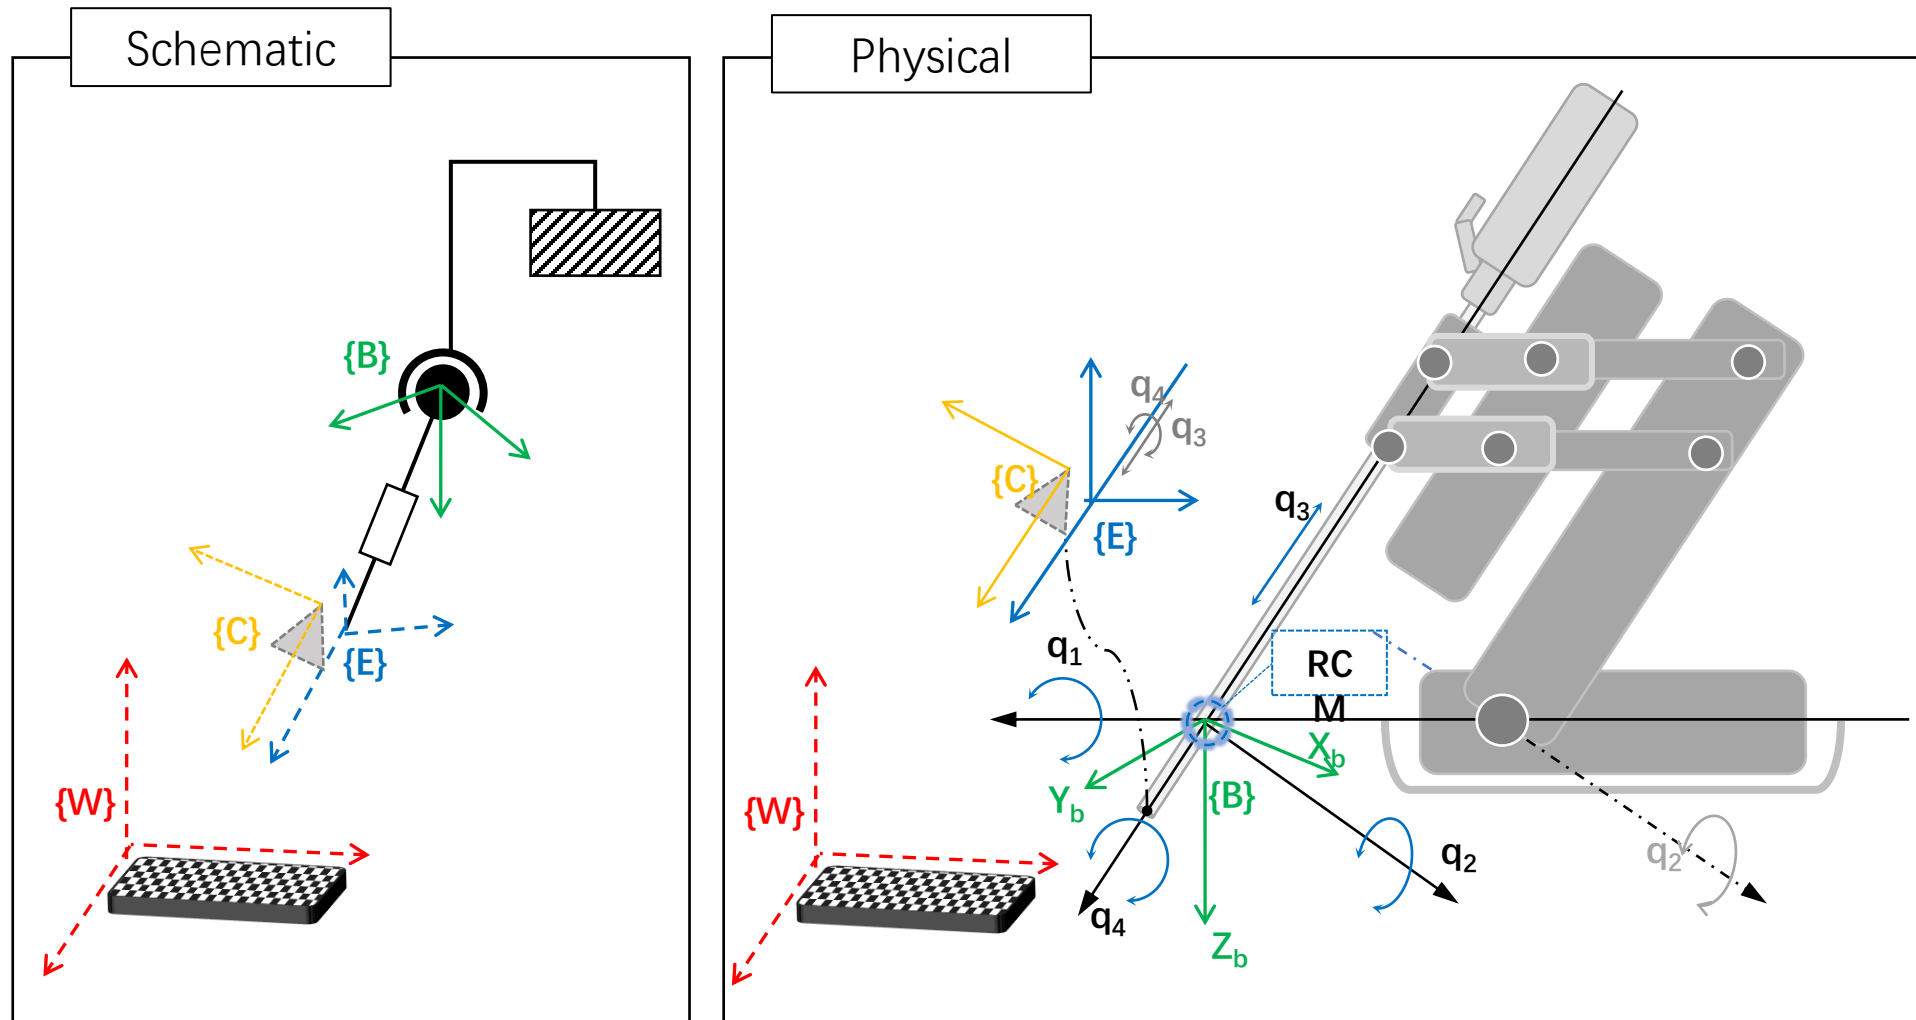 Schematic
{B}
{C}
{E}
{W}
Physical
q4
q3
{C}
{E}
q3
q1
RC
M
Xb
Yb
{B}
{W}
q2
q2
q4
Zb